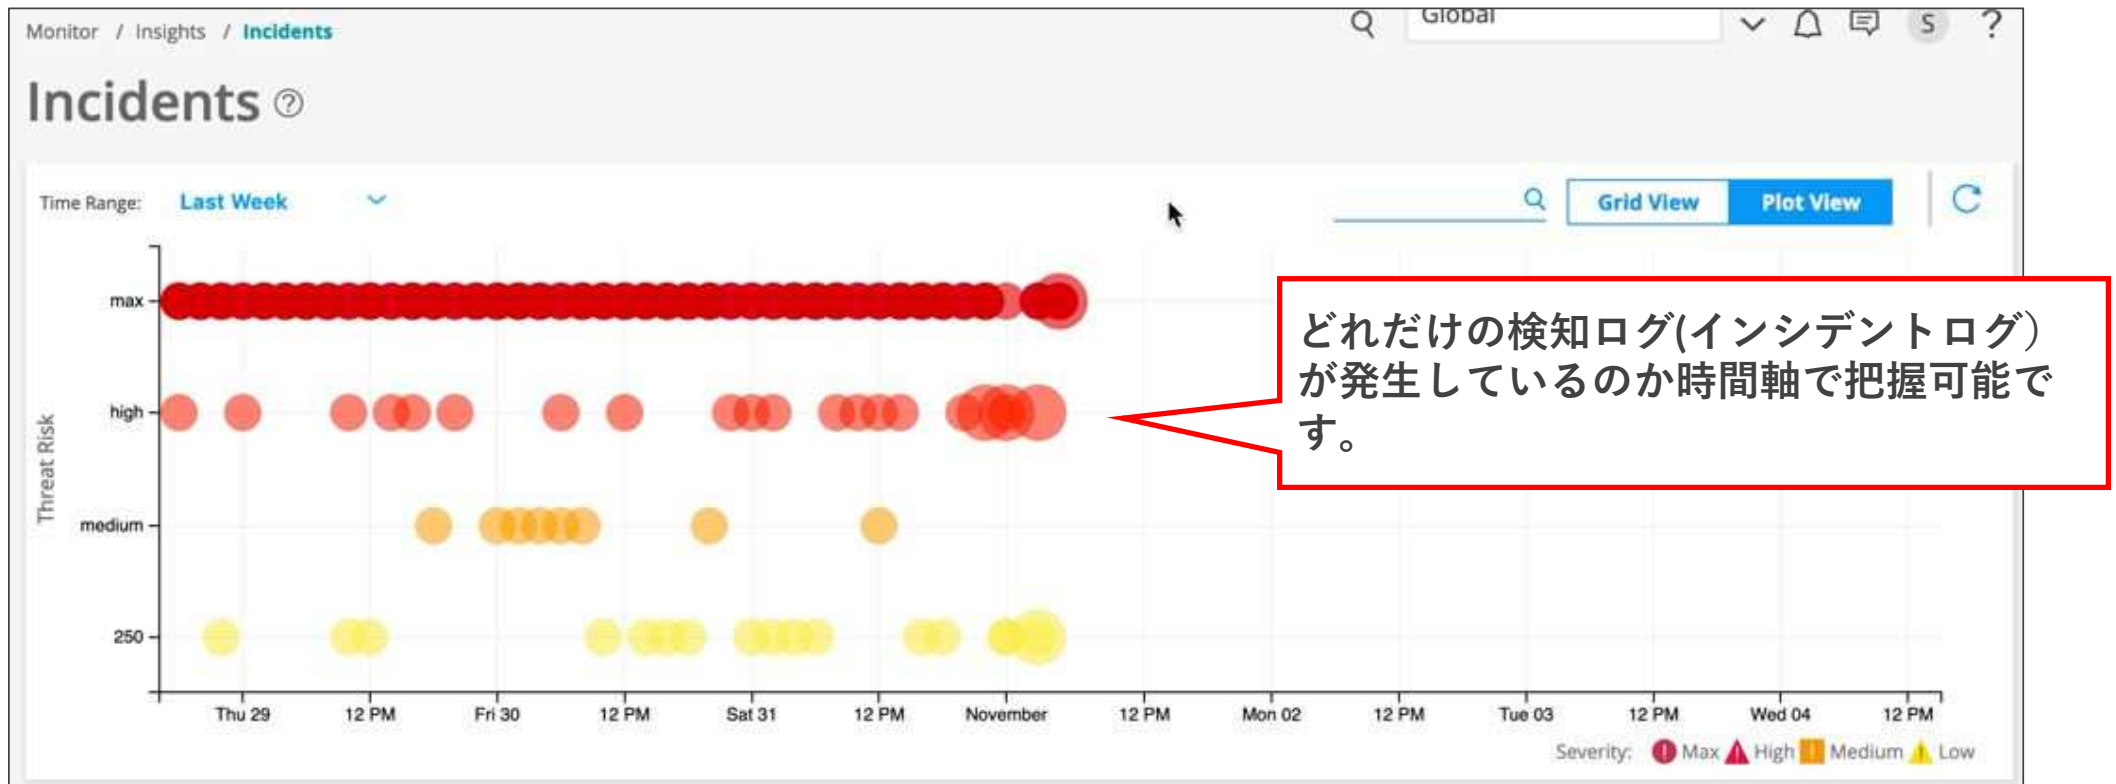 Monitor / Insights / Incidents
Global
S ?
Incidents ?
Time Range: Last Week
Grid View Plot View
max
high
medium
250
Threat Risk
どれだけの検知ログ(インシデントログ）
が発生しているのか時間軸で把握可能で
す。
Thu 29 12 PM Fri 30 12 PM Sat 31 12 PM November 12 PM Mon 02 12 PM Tue 03 12 PM Wed 04 12 PM
Severity: ! Max ! High ! Medium ! Low